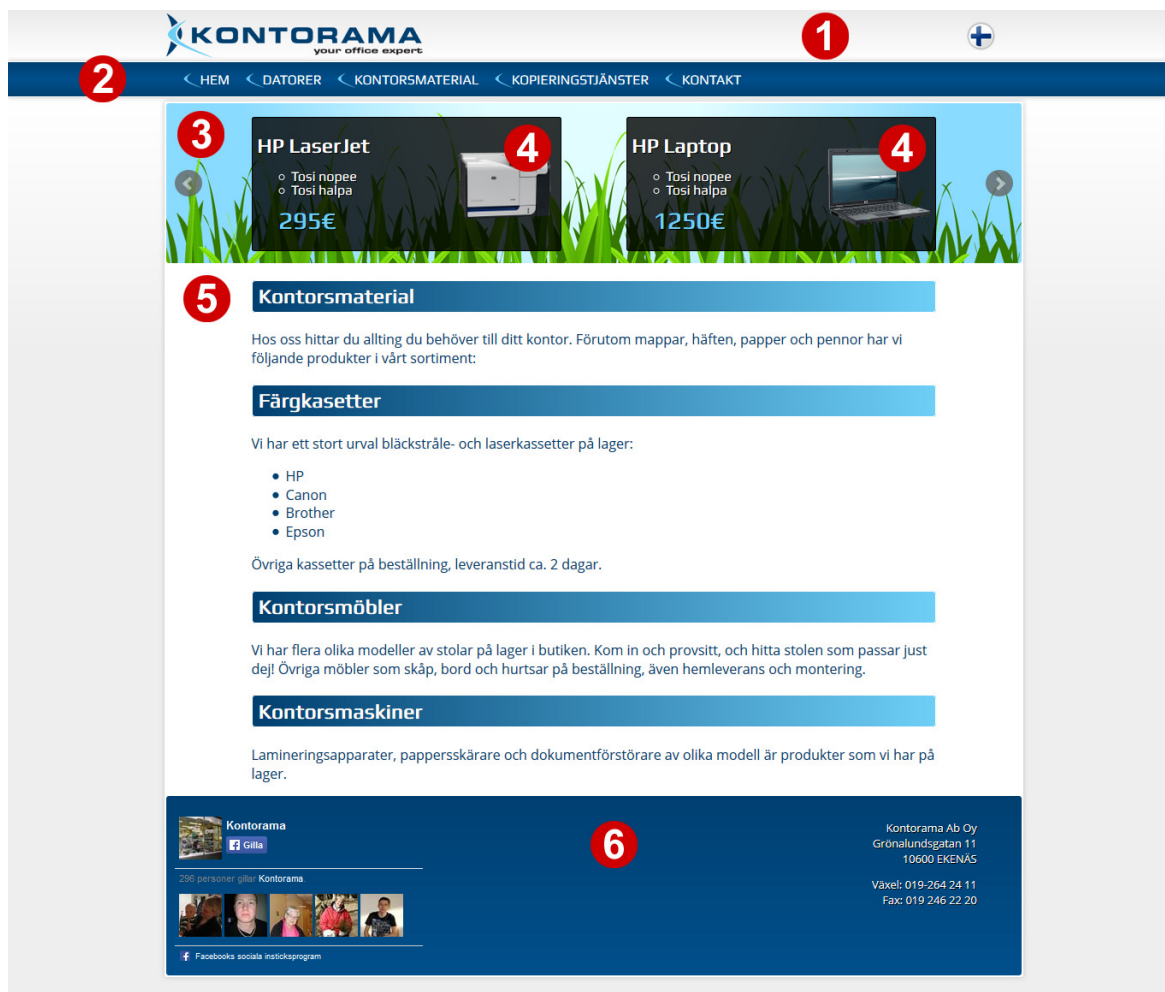 KONTORAMA
your office expert
1
2
HEM DATORER KONTORSMATERIAL KOPIERINGSTJÄNSTER KONTAKT
3
HP LaserJet
4
Tosi nopee
Tosi halpa
295€
HP Laptop
4
Tosi nopee
Tosi halpa
1250€
5
Kontorsmaterial
Hos oss hittar du allting du behöver till ditt kontor. Förutom mappar, häften, papper och pennor har vi
följande produkter i vårt sortiment:
Färgkasetter
Vi har ett stort urval bläckstråle- och laserkassetter på lager:
HP
Canon
Brother
Epson
Övriga kassetter på beställning, leveranstid ca. 2 dagar.
Kontorsmöbler
Vi har flera olika modeller av stolar på lager i butiken. Kom in och provsitt, och hitta stolen som passar just
dej! Övriga möbler som skåp, bord och hurtsar på beställning, även hemleverans och montering.
Kontorsmaskiner
Lamineringsapparater, pappersskärare och dokumentförstörare av olika modell är produkter som vi har på
lager.
Kontorama
Gilla
296 personer gillar Kontorama.
Facebooks sociala insticksprogram
6
Kontorama Ab Oy
Grönalundsgatan 11
10600 EKENÄS
Växel: 019-264 24 11
Fax: 019 246 22 20